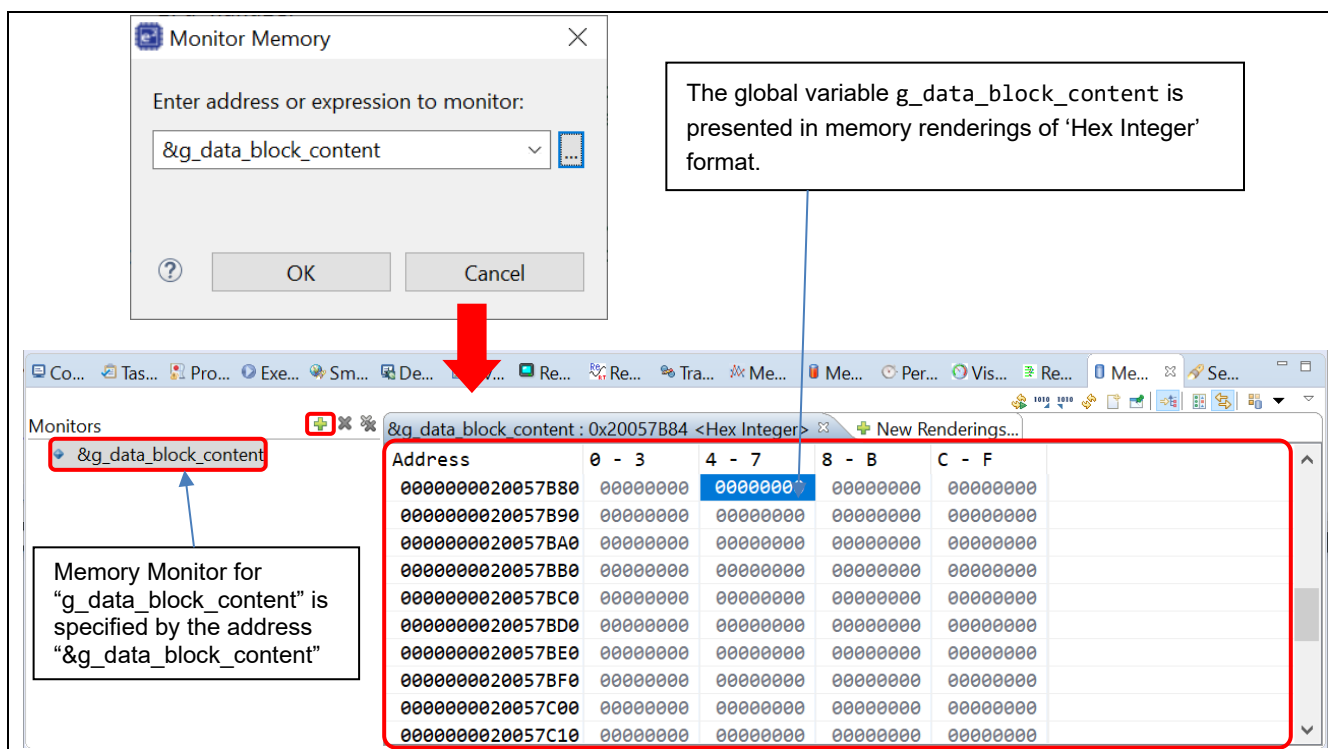 Monitor Memory
Enter address or expression to monitor:
&g_data_block_content
...
OK
Cancel
The global variable g_data_block_content is
presented in memory renderings of ‘Hex Integer’
format.
Co... Tas... Pro... Exe... Sm... De... Re... Re... Tra... Me... Me... Per... Vis... Re... Me... Se...
Monitors
&g_data_block_content
&g_data_block_content : 0x20057B84 <Hex Integer> New Renderings...
Address 0 - 3 4 - 7 8 - B C - F
0000000020057B80 00000000 00000000 00000000 00000000
0000000020057B90 00000000 00000000 00000000 00000000
0000000020057BA0 00000000 00000000 00000000 00000000
0000000020057BB0 00000000 00000000 00000000 00000000
0000000020057BC0 00000000 00000000 00000000 00000000
0000000020057BD0 00000000 00000000 00000000 00000000
0000000020057BE0 00000000 00000000 00000000 00000000
0000000020057BF0 00000000 00000000 00000000 00000000
0000000020057C00 00000000 00000000 00000000 00000000
0000000020057C10 00000000 00000000 00000000 00000000
Memory Monitor for
“g_data_block_content” is
specified by the address
“&g_data_block_content”